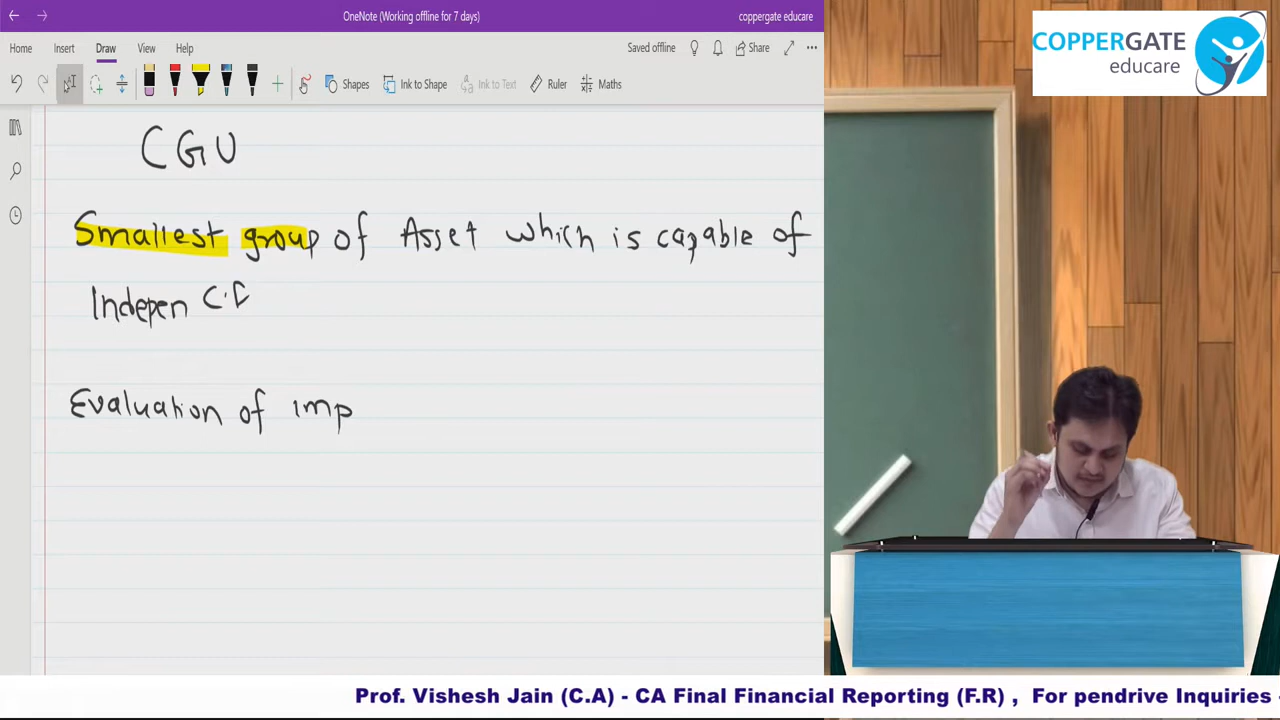 OneNote (Working offline for 7 days)
coppergate educare
Home Insert Draw View Help
Saved offline
Share
Shapes
Ink to Shape
Ink to Text
Ruler
Maths
COPPERGATE
educare
CGU
Smallest group of Asset which is capable of
Indepen
Evaluation of imp
Prof. Vishesh Jain (C.A) - CA Final Financial Reporting (F.R) , For pendrive Inquiries -